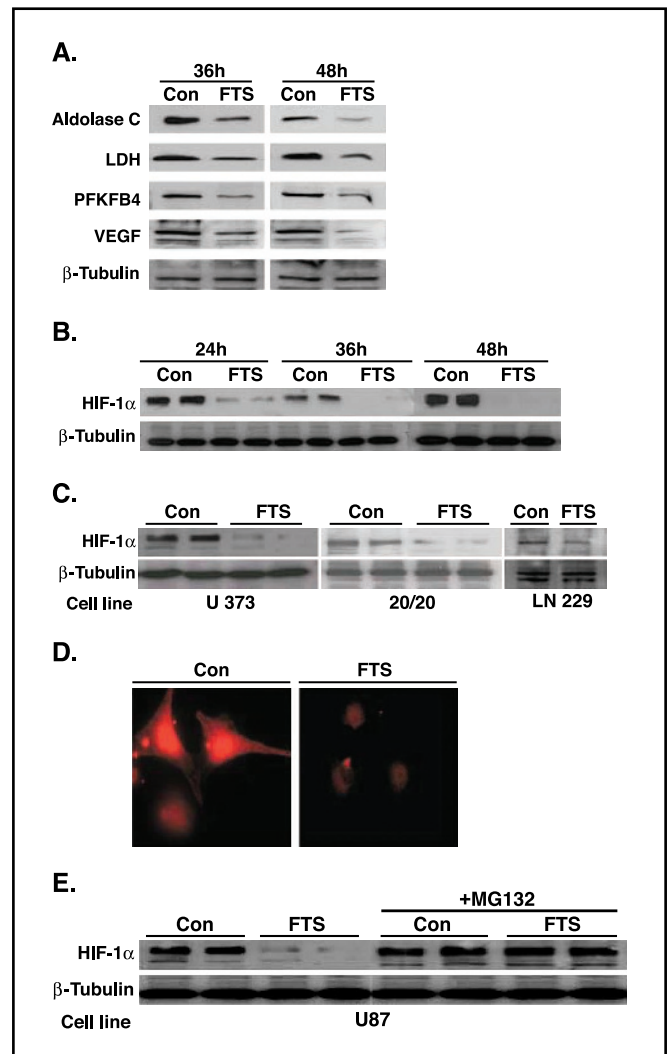 A.
36h 48h
Con FTS Con FTS
Aldolase C
LDH
PFKFB4
VEGF
β-Tubulin
B.
24h 36h 48h
Con FTS Con FTS Con FTS
HIF-1α
β-Tubulin
C.
Con FTS Con FTS Con FTS
HIF-1α
β-Tubulin
Cell line U 373 20/20 LN 229
D.
Con FTS
E.
+MG132
Con FTS Con FTS
HIF-1α
β-Tubulin
Cell line U87